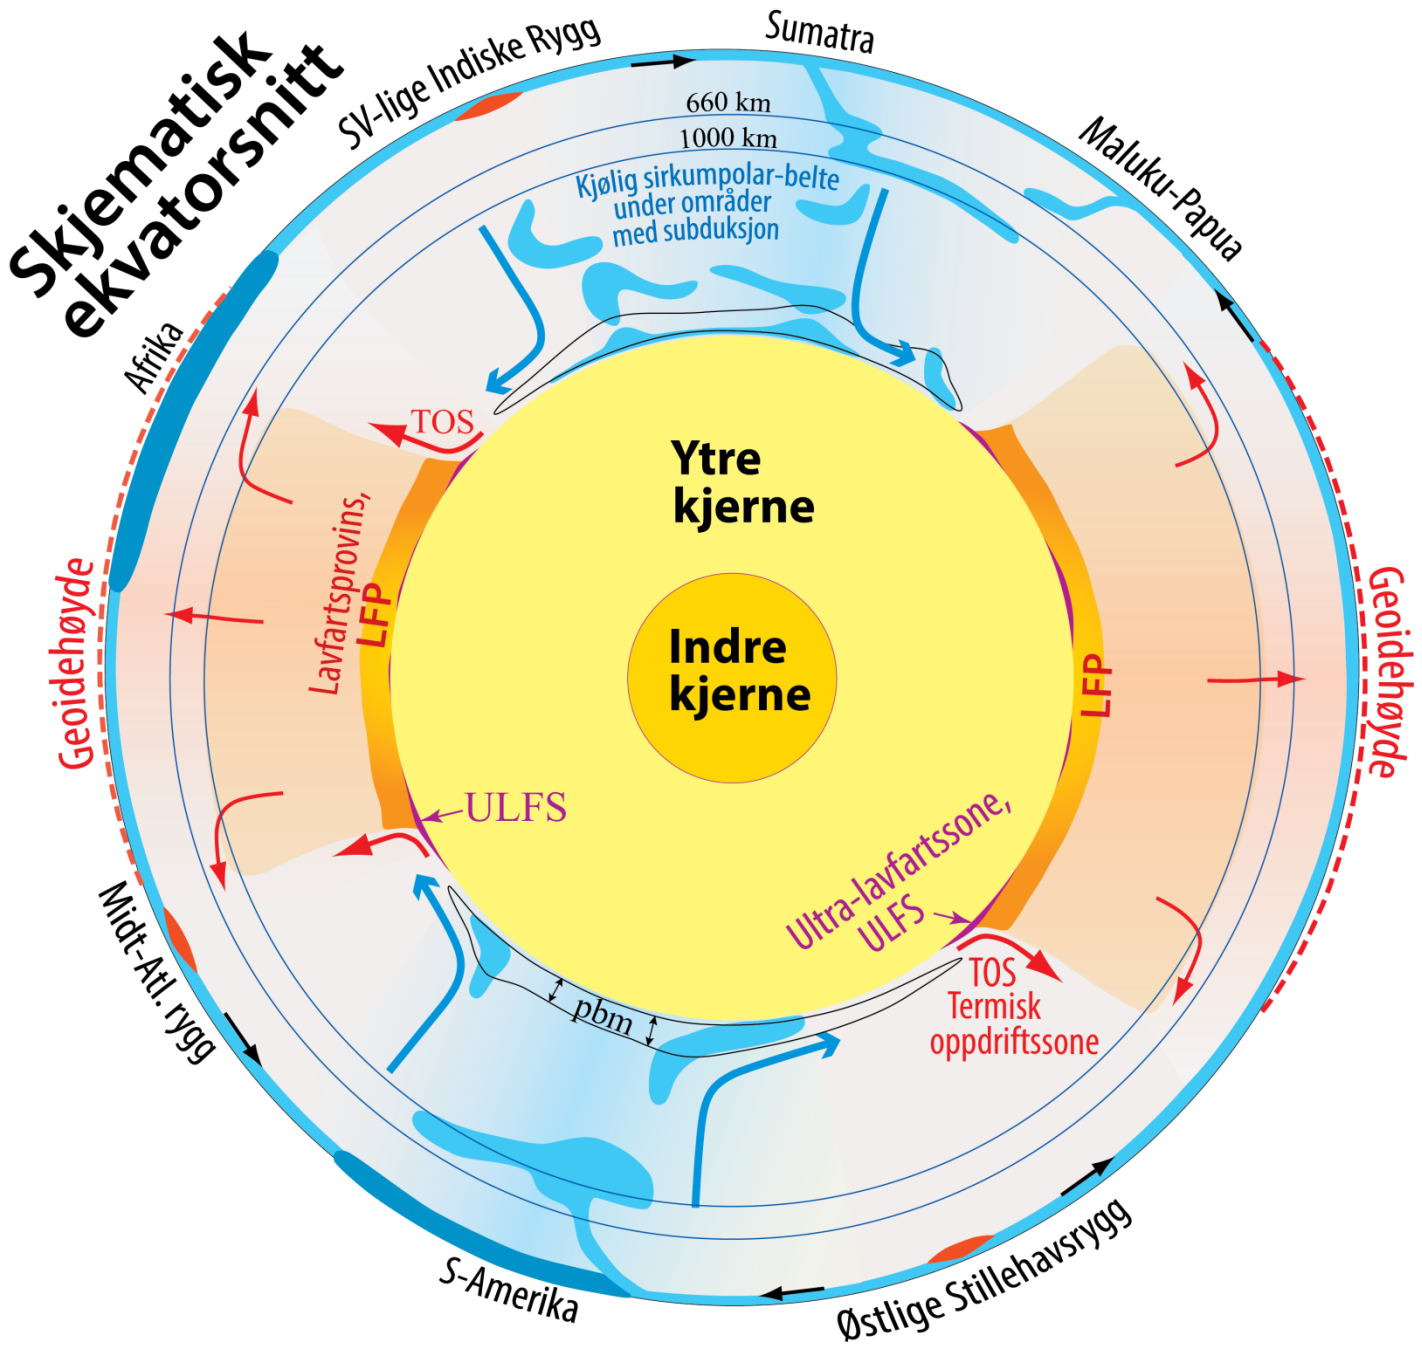 Skjematisk
ekvatorsnitt
SV-lige Indiske Rygg
Sumatra
Maluku-Papua
660 km
1000 km
Kjølig sirkumpolar-belte
under områder
med subduksjon
Afrika
TOS
Lavfartsprovins,
LFP
Geoidehøyde
Ytre
kjerne
Indre
kjerne
LFP
Geoidehøyde
ULFS
Ultra-lavfartssone,
ULFS
TOS
Termisk
oppdriftssone
pbm
Midt-Atl. rygg
S-Amerika
Østlige Stillehavsrygg